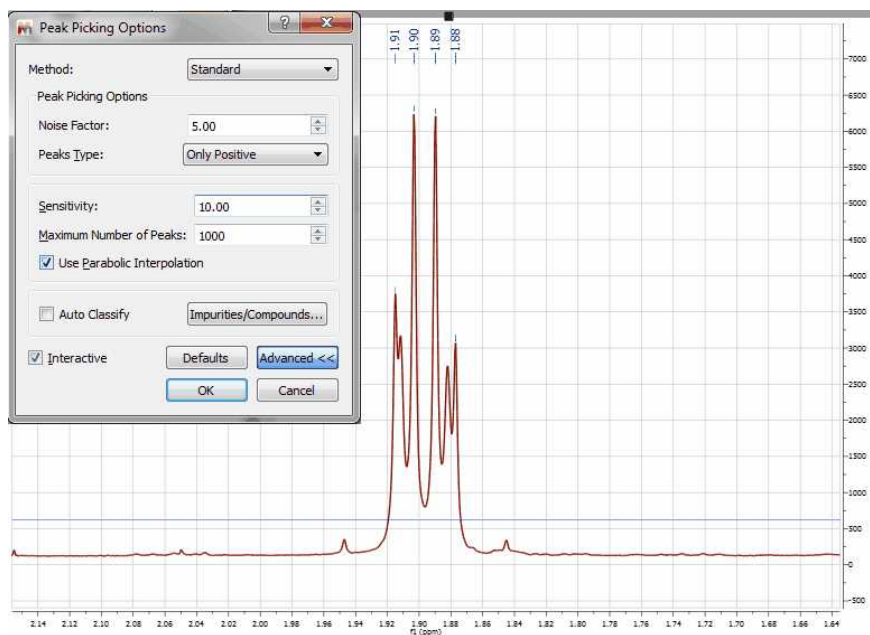 Peak Picking Options
Method: Standard
Peak Picking Options
Noise Factor: 5.00
Peaks Type: Only Positive
Sensitivity: 10.00
Maximum Number of Peaks: 1000
Use Parabolic Interpolation
Auto Classify Impurities/Compounds...
Interactive Defaults Advanced <<
OK Cancel
1.91 1.90 1.89 1.88
7000
6500
6000
5500
5000
4500
4000
3500
3000
2500
2000
1500
1000
500
0
-500
2.14 2.12 2.10 2.08 2.06 2.04 2.02 2.00 1.98 1.96 1.94 1.92 1.90 1.88 1.86 1.84 1.82 1.80 1.78 1.76 1.74 1.72 1.70 1.68 1.66 1.64
f1 (ppm)